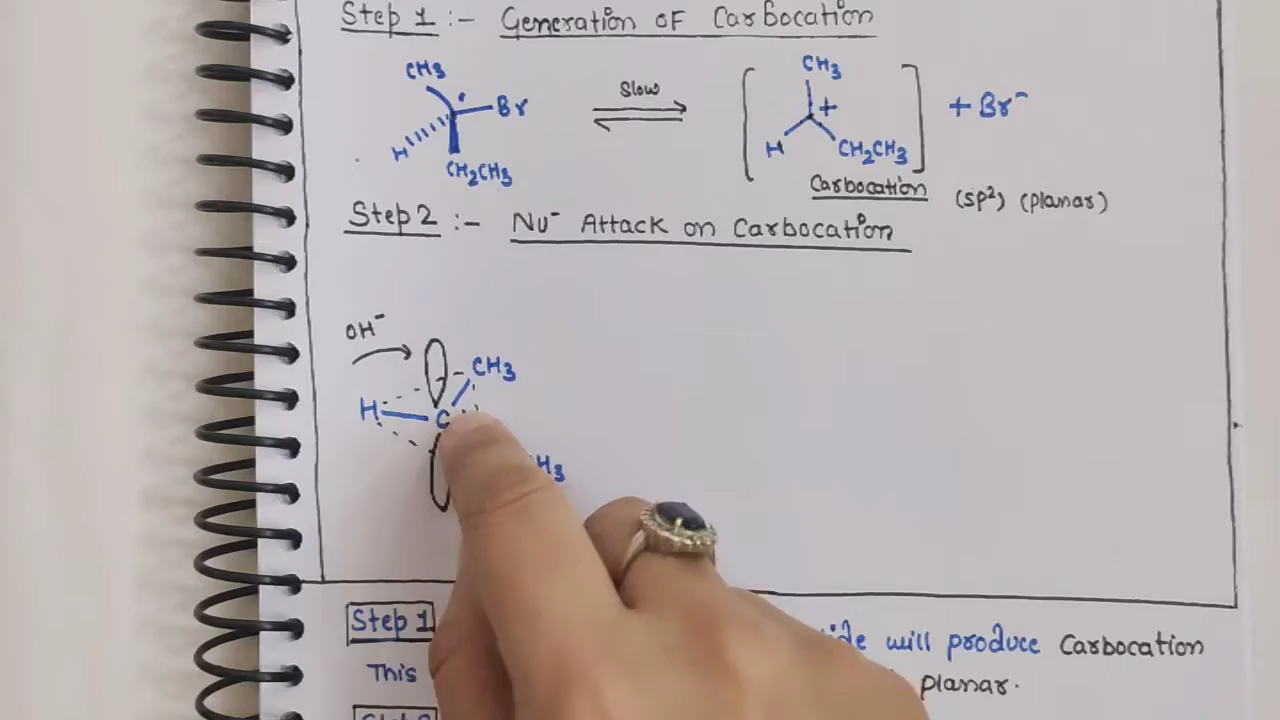 Step 1 :- Generation of Carbocation
CH3
Br
H
CH2CH3
Slow
CH3
+
H
CH2CH3
+ Br-
Carbocation (sp²) (planar)
Step 2 :- Nu- Attack on Carbocation
OH-
CH3
H C
H3
Step 1 will produce Carbocation
This planar.